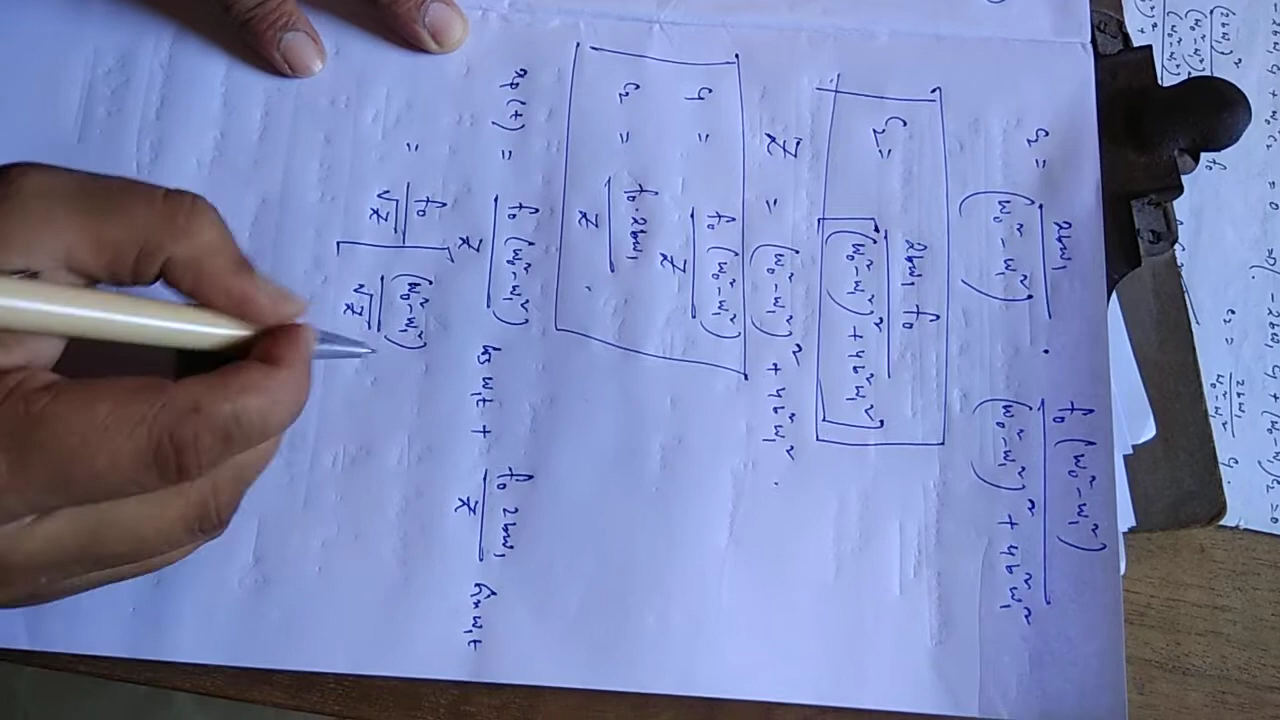 c₂ = 2bω₁ / (ω₀² - ω₁²) · f₀ (ω₀² - ω₁²) / (ω₀² - ω₁²)² + 4b²ω₁²
C₂ = 2bω₁ f₀ / (ω₀² - ω₁²)² + 4b²ω₁²
Z = (ω₀² - ω₁²)² + 4b²ω₁² .
c₁ = f₀ (ω₀² - ω₁²) / Z
c₂ = f₀ · 2bω₁ / Z .
xp (t) = f₀ (ω₀² - ω₁²) / Z cos ω₁t + f₀ 2bω₁ / Z sin ω₁t
= f₀ / √Z [ (ω₀² - ω₁²) / √Z